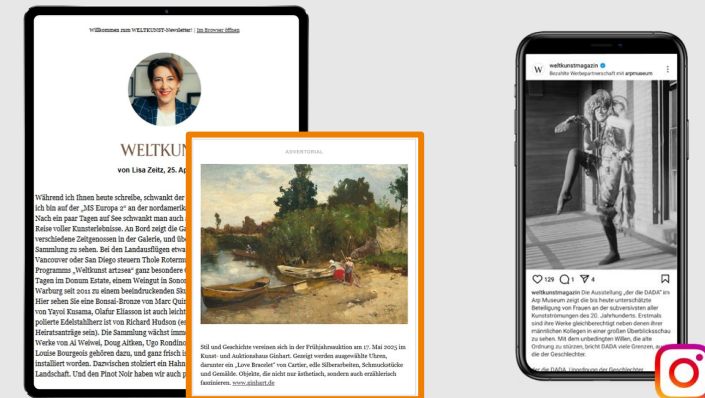 Willkommen zum WELTKUNST-Newsletter! | Im Browser öffnen
WELTKUN
von Lisa Zeitz, 25. Ap
Während ich Ihnen heute schreibe, schwankt der
ich bin auf der „MS Europa 2“ an der nordamerik
Nach ein paar Tagen auf See schwankt man auch
Reise voller Kunsterlebnisse. An Bord zeigt die Ga
verschiedene Zeitgenossen in der Galerie, und übe
Sammlung zu sehen. Bei den Landausflügen etwa
Vancouver oder San Diego steuern Thole Roterm
Programms „Weltkunst art2sea“ ganz besondere
Tagen im Donum Estate, einem Weingut in Sonom
Warburg seit 2011 zu einem beeindruckenden Sku
Hier sehen Sie eine Bonsai-Bronze von Marc Quin
von Yayoi Kusama, Olafur Eliasson ist auch leicht
polierte Edelstahlherz ist von Richard Hudson (es
Heiratsanträge sein). Die Sammlung wächst imme
Werke von Ai Weiwei, Doug Aitken, Ugo Rondino
Louise Bourgeois gehören dazu, und ganz frisch is
installiert worden. Dazwischen stolziert ein Hahn
Landschaft. Und den Pinot Noir haben wir auch p
ADVERTORIAL
Stil und Geschichte vereinen sich in der Frühjahrsauktion am 17. Mai 2025 im
Kunst- und Auktionshaus Ginhart. Gezeigt werden ausgewählte Uhren,
darunter ein „Love Bracelet“ von Cartier, edle Silberarbeiten, Schmuckstücke
und Gemälde. Objekte, die nicht nur ästhetisch, sondern auch erzählerisch
faszinieren. www.ginhart.de
W
weltkunstmagazin
Bezahlte Werbepartnerschaft mit arpmuseum
129 1 4
weltkunstmagazin Die Ausstellung „der die DADA“ im
Arp Museum zeigt die bis heute unterschätzte
Beteiligung von Frauen an der subversivsten aller
Kunstströmungen des 20. Jahrhunderts. Erstmals
sind ihre Werke gleichberechtigt neben denen ihrer
männlichen Kollegen in einer großen Überblicksschau
zu sehen. Mit dem unbedingten Willen, die alte
Ordnung zu stürzen, bricht DADA viele Grenzen, auch
die der Geschlechter.
der die DADA. Unordnung der Geschlechter